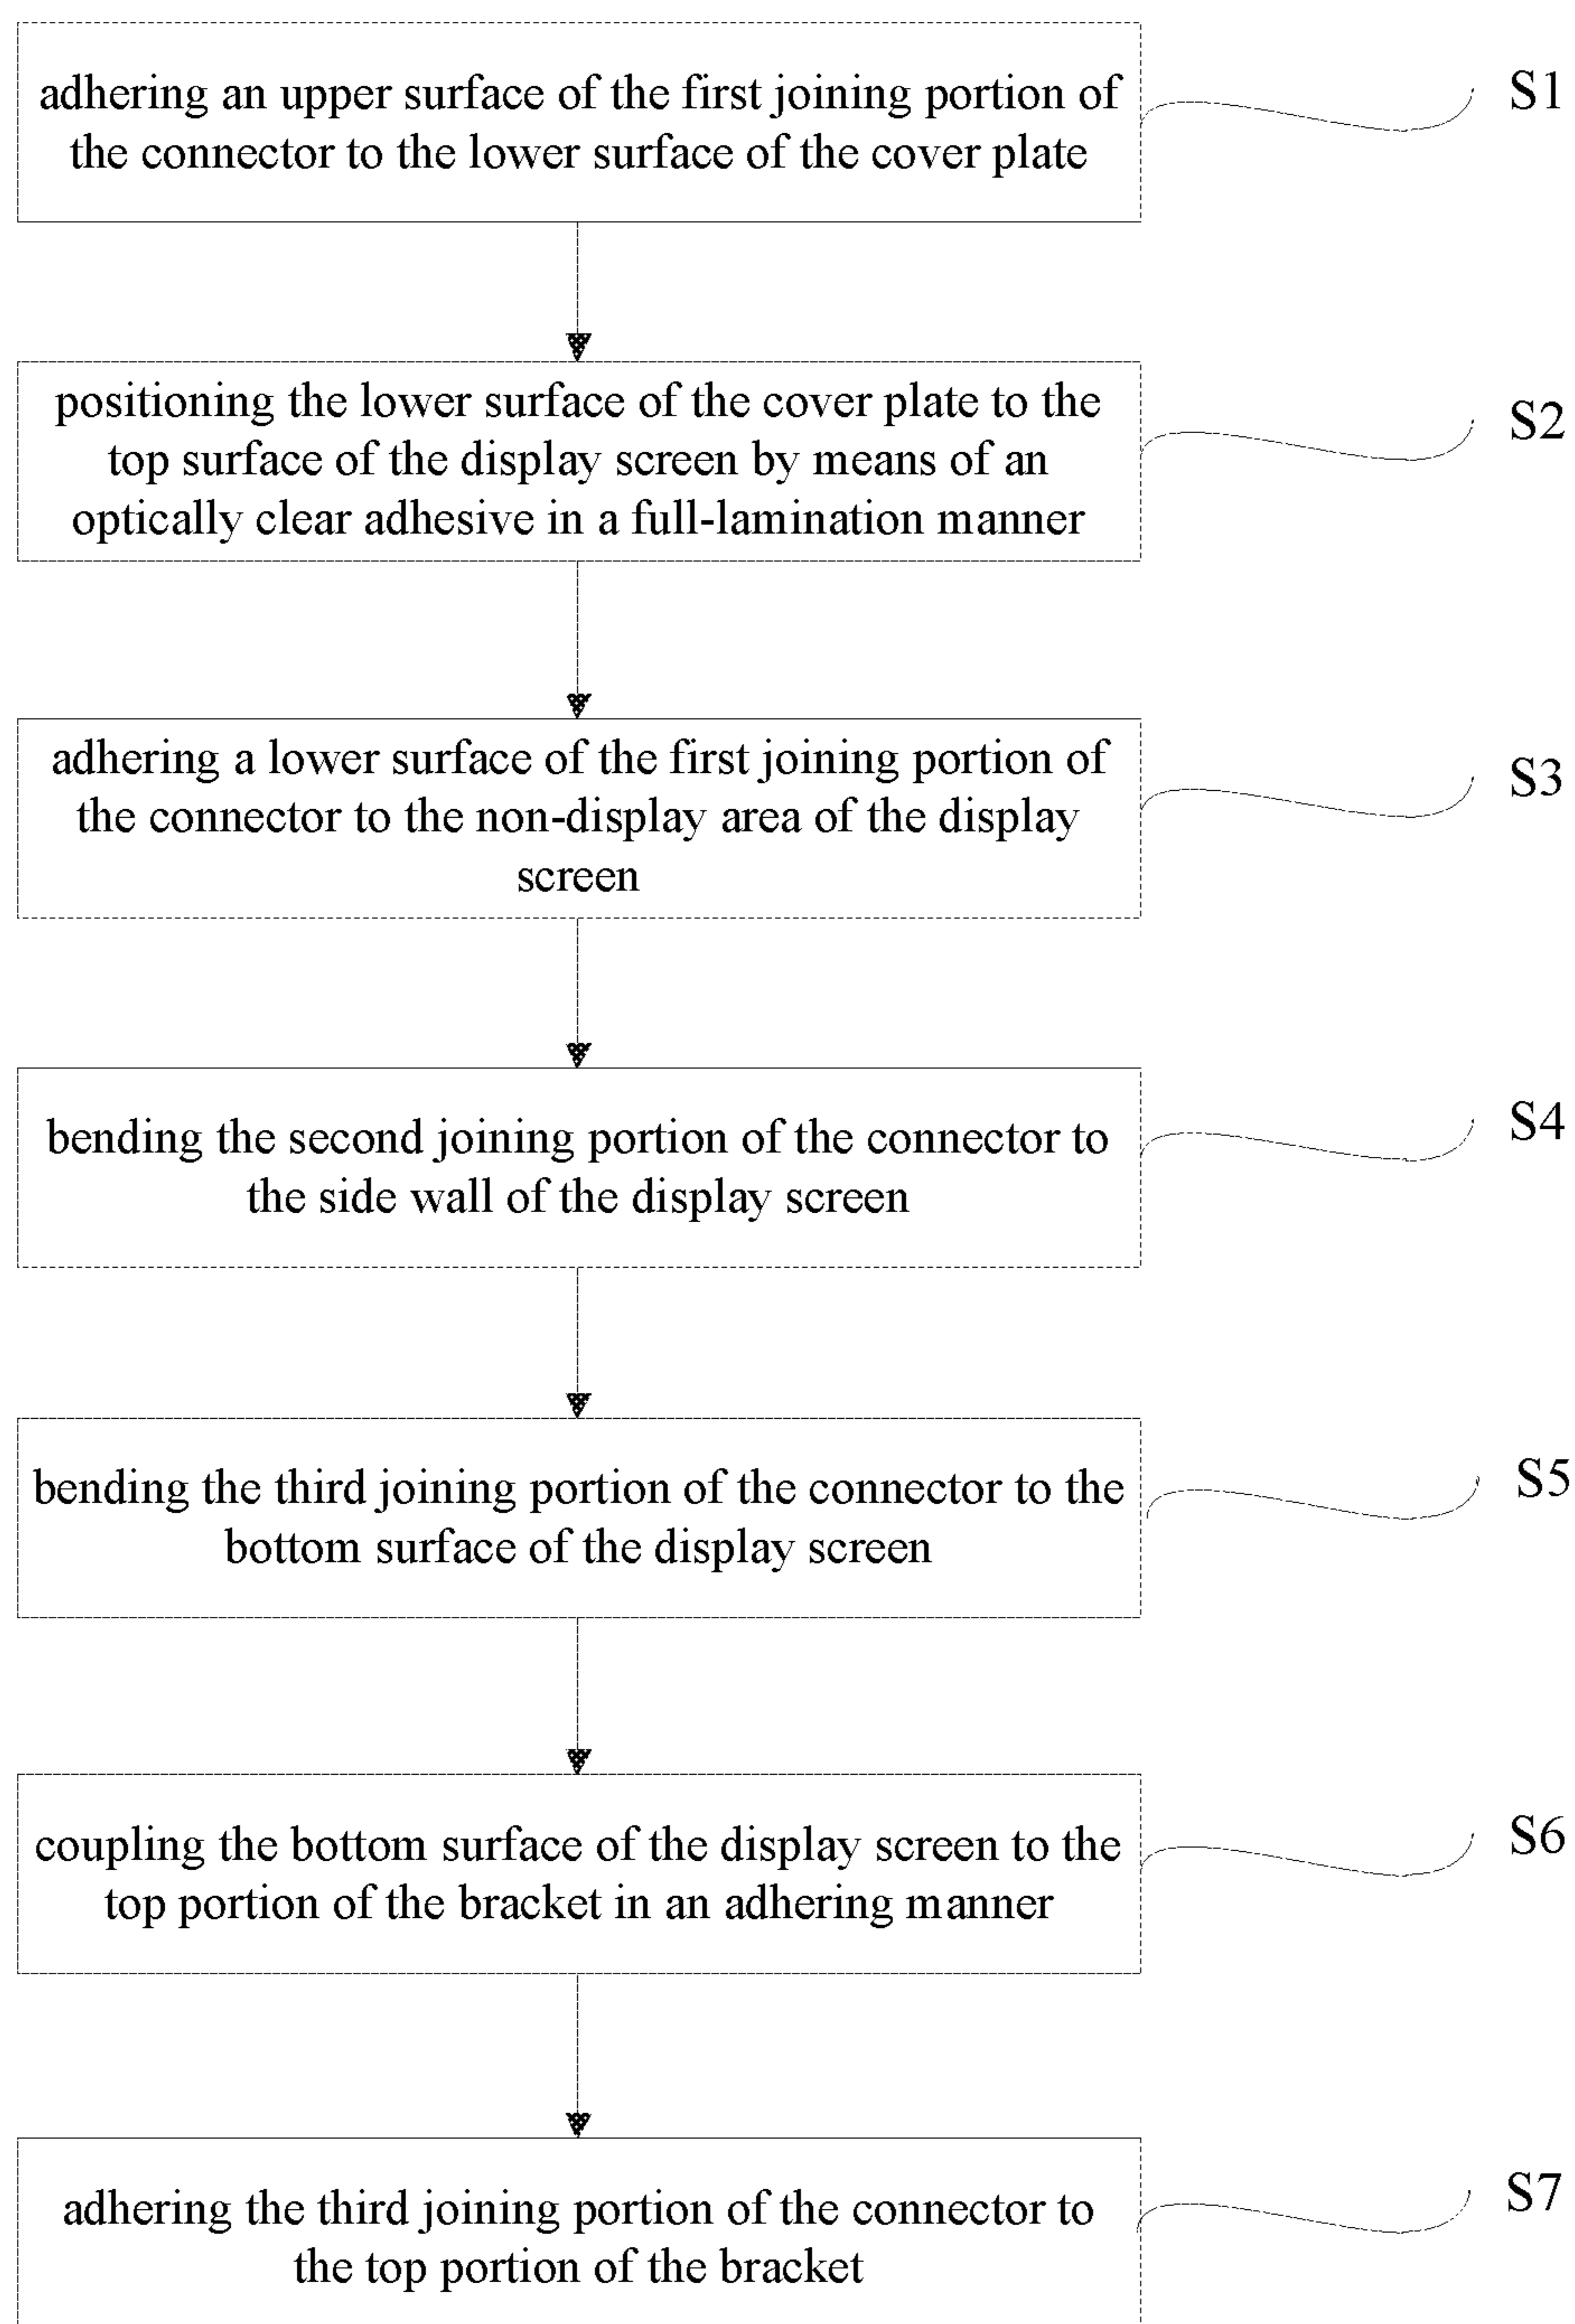 adhering an upper surface of the first joining portion of
the connector to the lower surface of the cover plate
S1
positioning the lower surface of the cover plate to the
top surface of the display screen by means of an
optically clear adhesive in a full-lamination manner
S2
adhering a lower surface of the first joining portion of
the connector to the non-display area of the display
screen
S3
bending the second joining portion of the connector to
the side wall of the display screen
S4
bending the third joining portion of the connector to the
bottom surface of the display screen
S5
coupling the bottom surface of the display screen to the
top portion of the bracket in an adhering manner
S6
adhering the third joining portion of the connector to
the top portion of the bracket
S7